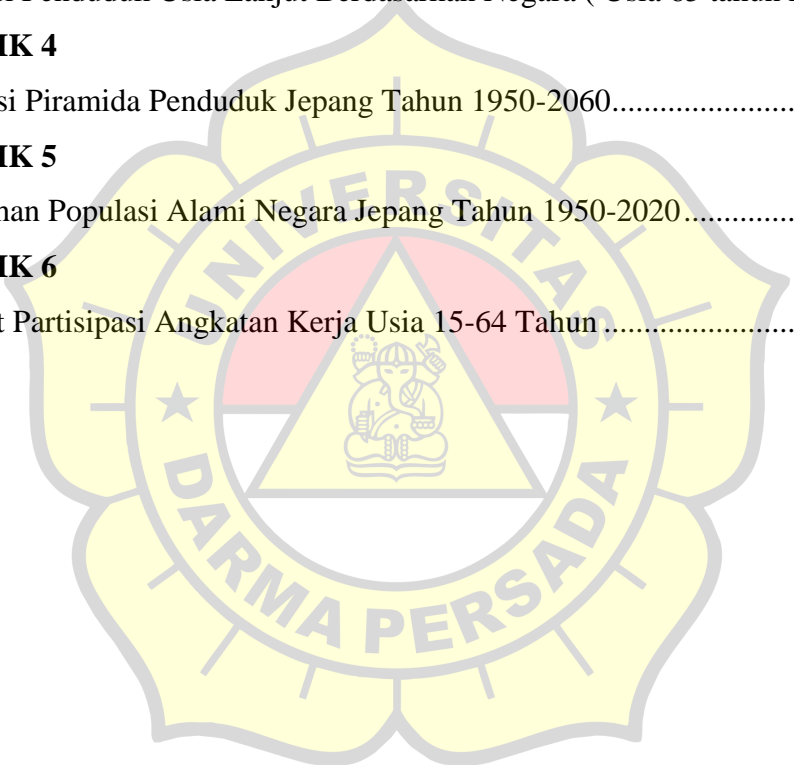 Penduduk Usia Lanjut Berdasarkan Negara ( Usia 65 tahun
IK 4
si Piramida Penduduk Jepang Tahun 1950-2060........................
IK 5
nan Populasi Alami Negara Jepang Tahun 1950-2020..............
IK 6
t Partisipasi Angkatan Kerja Usia 15-64 Tahun ........................
UNIVERSITAS
DARMA PERSADA